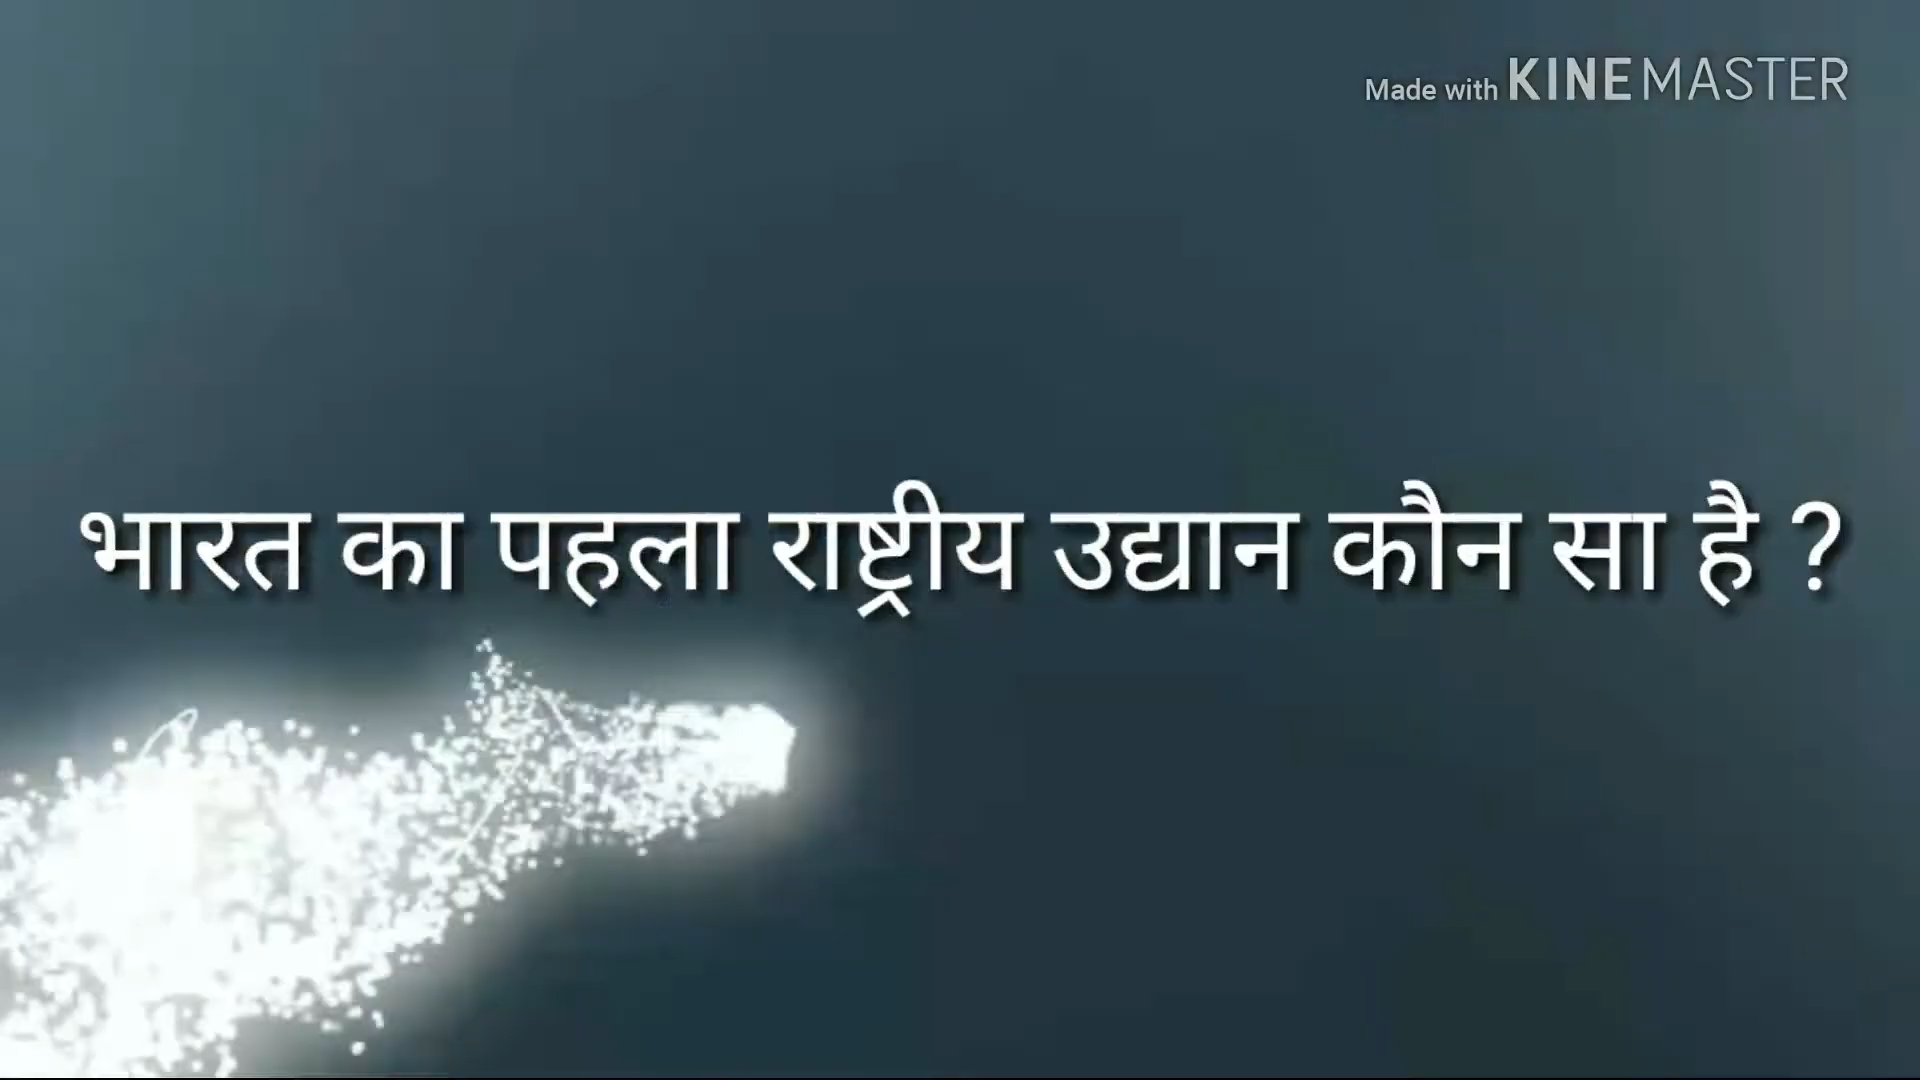 Made with KINEMASTER
भारत का पहला राष्ट्रीय उद्यान कौन सा है ?